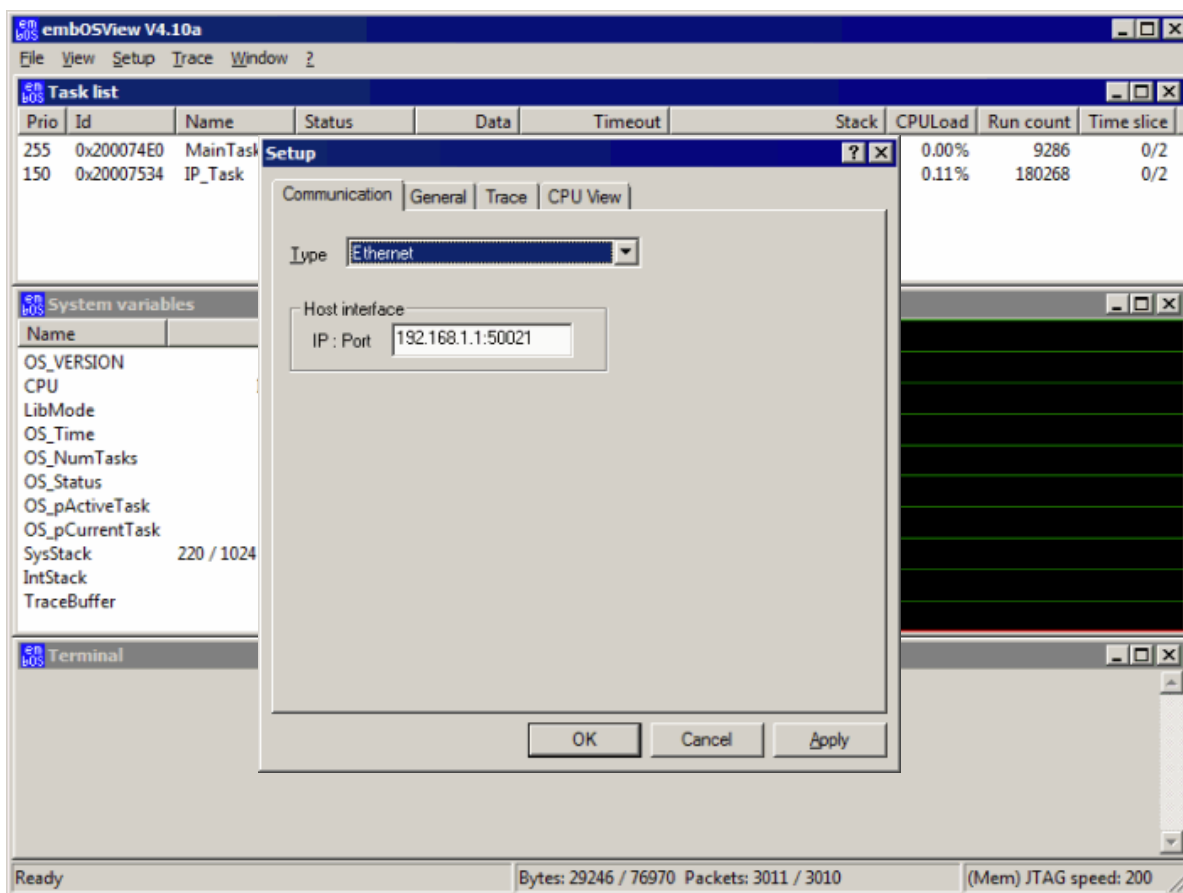 embOSView V4.10a
File View Setup Trace Window ?
Task list
Prio Id Name Status Data Timeout Stack CPULoad Run count Time slice
255 0x200074E0 MainTask 0.00% 9286 0/2
150 0x20007534 IP_Task 0.11% 180268 0/2
Setup
Communication General Trace CPU View
Type Ethernet
Host interface
IP : Port 192.168.1.1:50021
OK Cancel Apply
System variables
Name
OS_VERSION
CPU
LibMode
OS_Time
OS_NumTasks
OS_Status
OS_pActiveTask
OS_pCurrentTask
SysStack 220 / 1024
IntStack
TraceBuffer
Terminal
Ready Bytes: 29246 / 76970 Packets: 3011 / 3010 (Mem) JTAG speed: 200